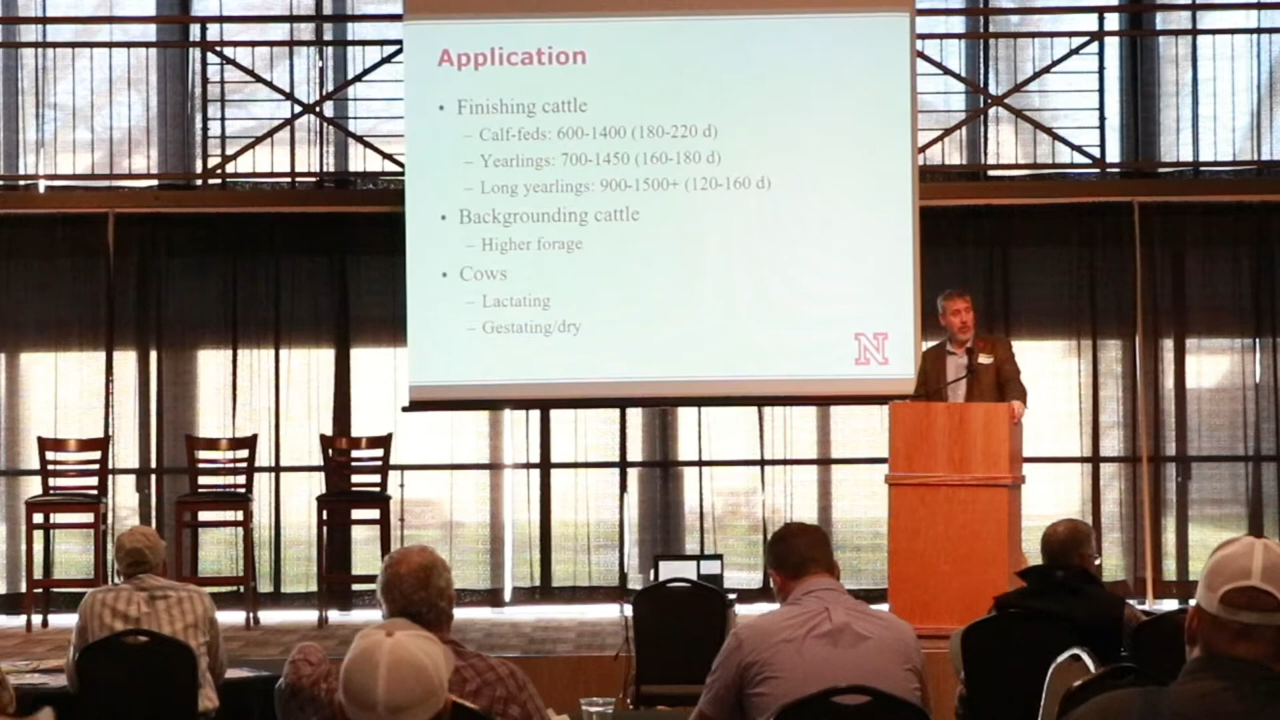 Application
• Finishing cattle
– Calf-feds: 600-1400 (180-220 d)
– Yearlings: 700-1450 (160-180 d)
– Long yearlings: 900-1500+ (120-160 d)
• Backgrounding cattle
– Higher forage
• Cows
– Lactating
– Gestating/dry
N